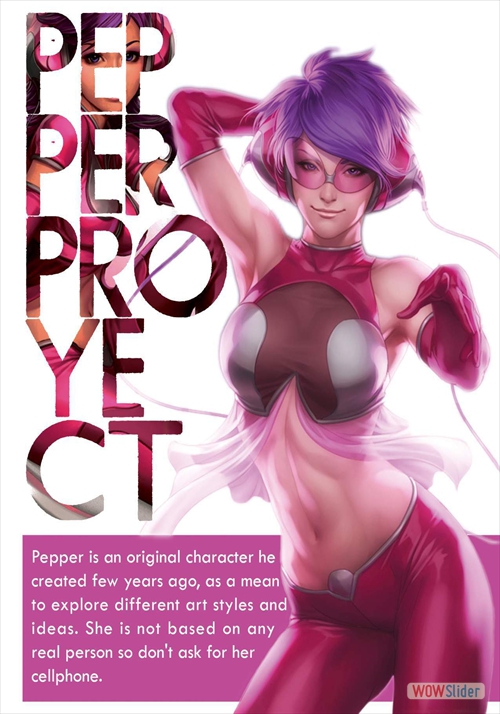 PEP
PER
PRO
YE
CT
Pepper is an original character he
created few years ago, as a mean
to explore different art styles and
ideas. She is not based on any
real person so don't ask for her
cellphone.
WOWSlider